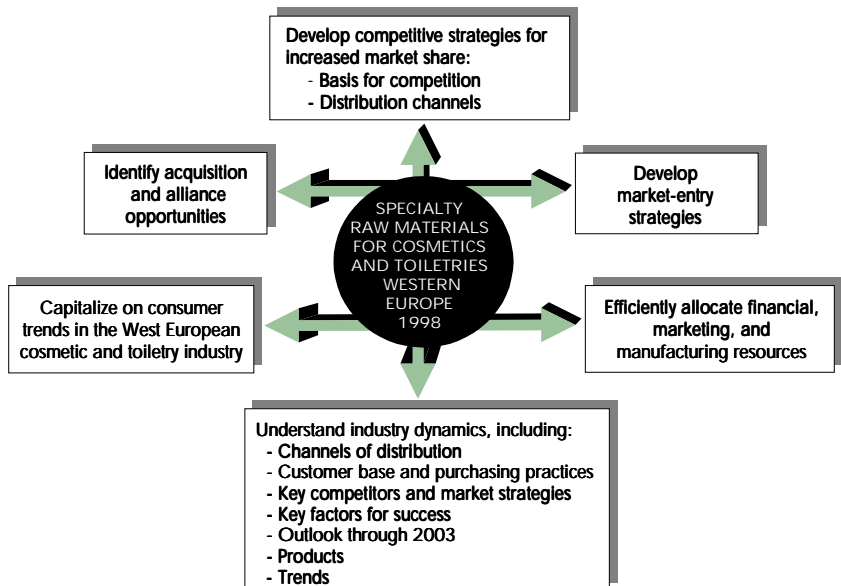 Develop competitive strategies for
increased market share:
- Basis for competition
- Distribution channels
Identify acquisition
and alliance
opportunities
Develop
market-entry
strategies
SPECIALTY
RAW MATERIALS
FOR COSMETICS
AND TOILETRIES
WESTERN
EUROPE
1998
Capitalize on consumer
trends in the West European
cosmetic and toiletry industry
Efficiently allocate financial,
marketing, and
manufacturing resources
Understand industry dynamics, including:
- Channels of distribution
- Customer base and purchasing practices
- Key competitors and market strategies
- Key factors for success
- Outlook through 2003
- Products
- Trends